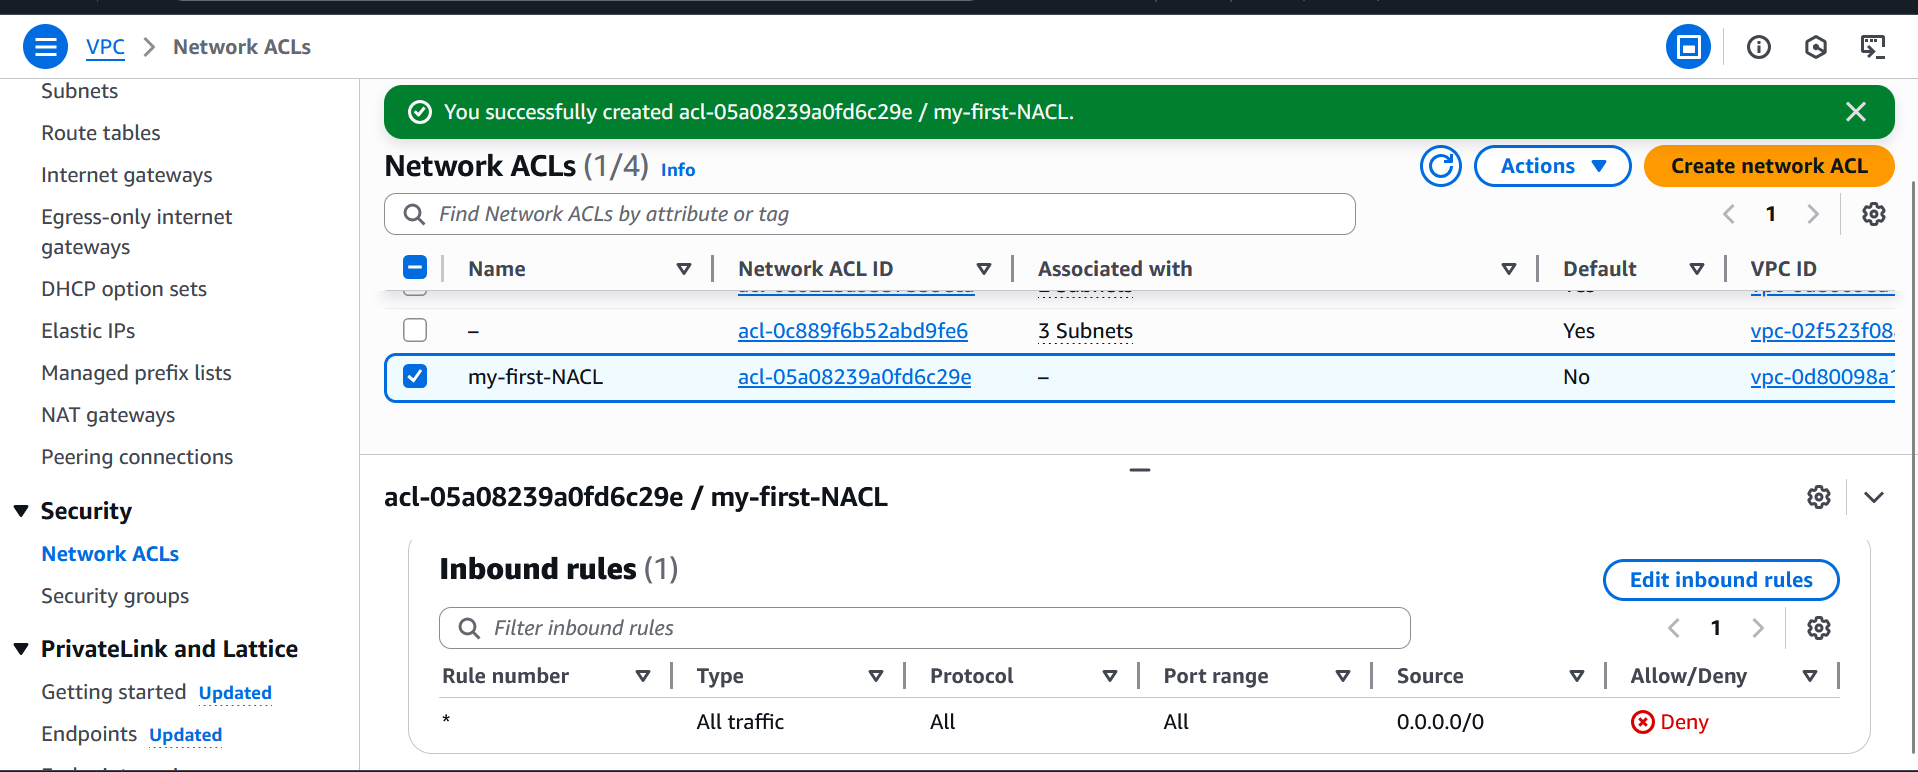 VPC > Network ACLs
Subnets
Route tables
Internet gateways
Egress-only internet
gateways
DHCP option sets
Elastic IPs
Managed prefix lists
NAT gateways
Peering connections
Security
Network ACLs
Security groups
PrivateLink and Lattice
Getting started Updated
Endpoints Updated
You successfully created acl-05a08239a0fd6c29e / my-first-NACL.
Network ACLs (1/4) Info
Actions
Create network ACL
Find Network ACLs by attribute or tag
1
Name Network ACL ID Associated with Default VPC ID
– acl-0c889f6b52abd9fe6 3 Subnets Yes vpc-02f523f08
my-first-NACL acl-05a08239a0fd6c29e – No vpc-0d80098a1
acl-05a08239a0fd6c29e / my-first-NACL
Inbound rules (1)
Edit inbound rules
Filter inbound rules
1
Rule number Type Protocol Port range Source Allow/Deny
* All traffic All All 0.0.0.0/0 Deny